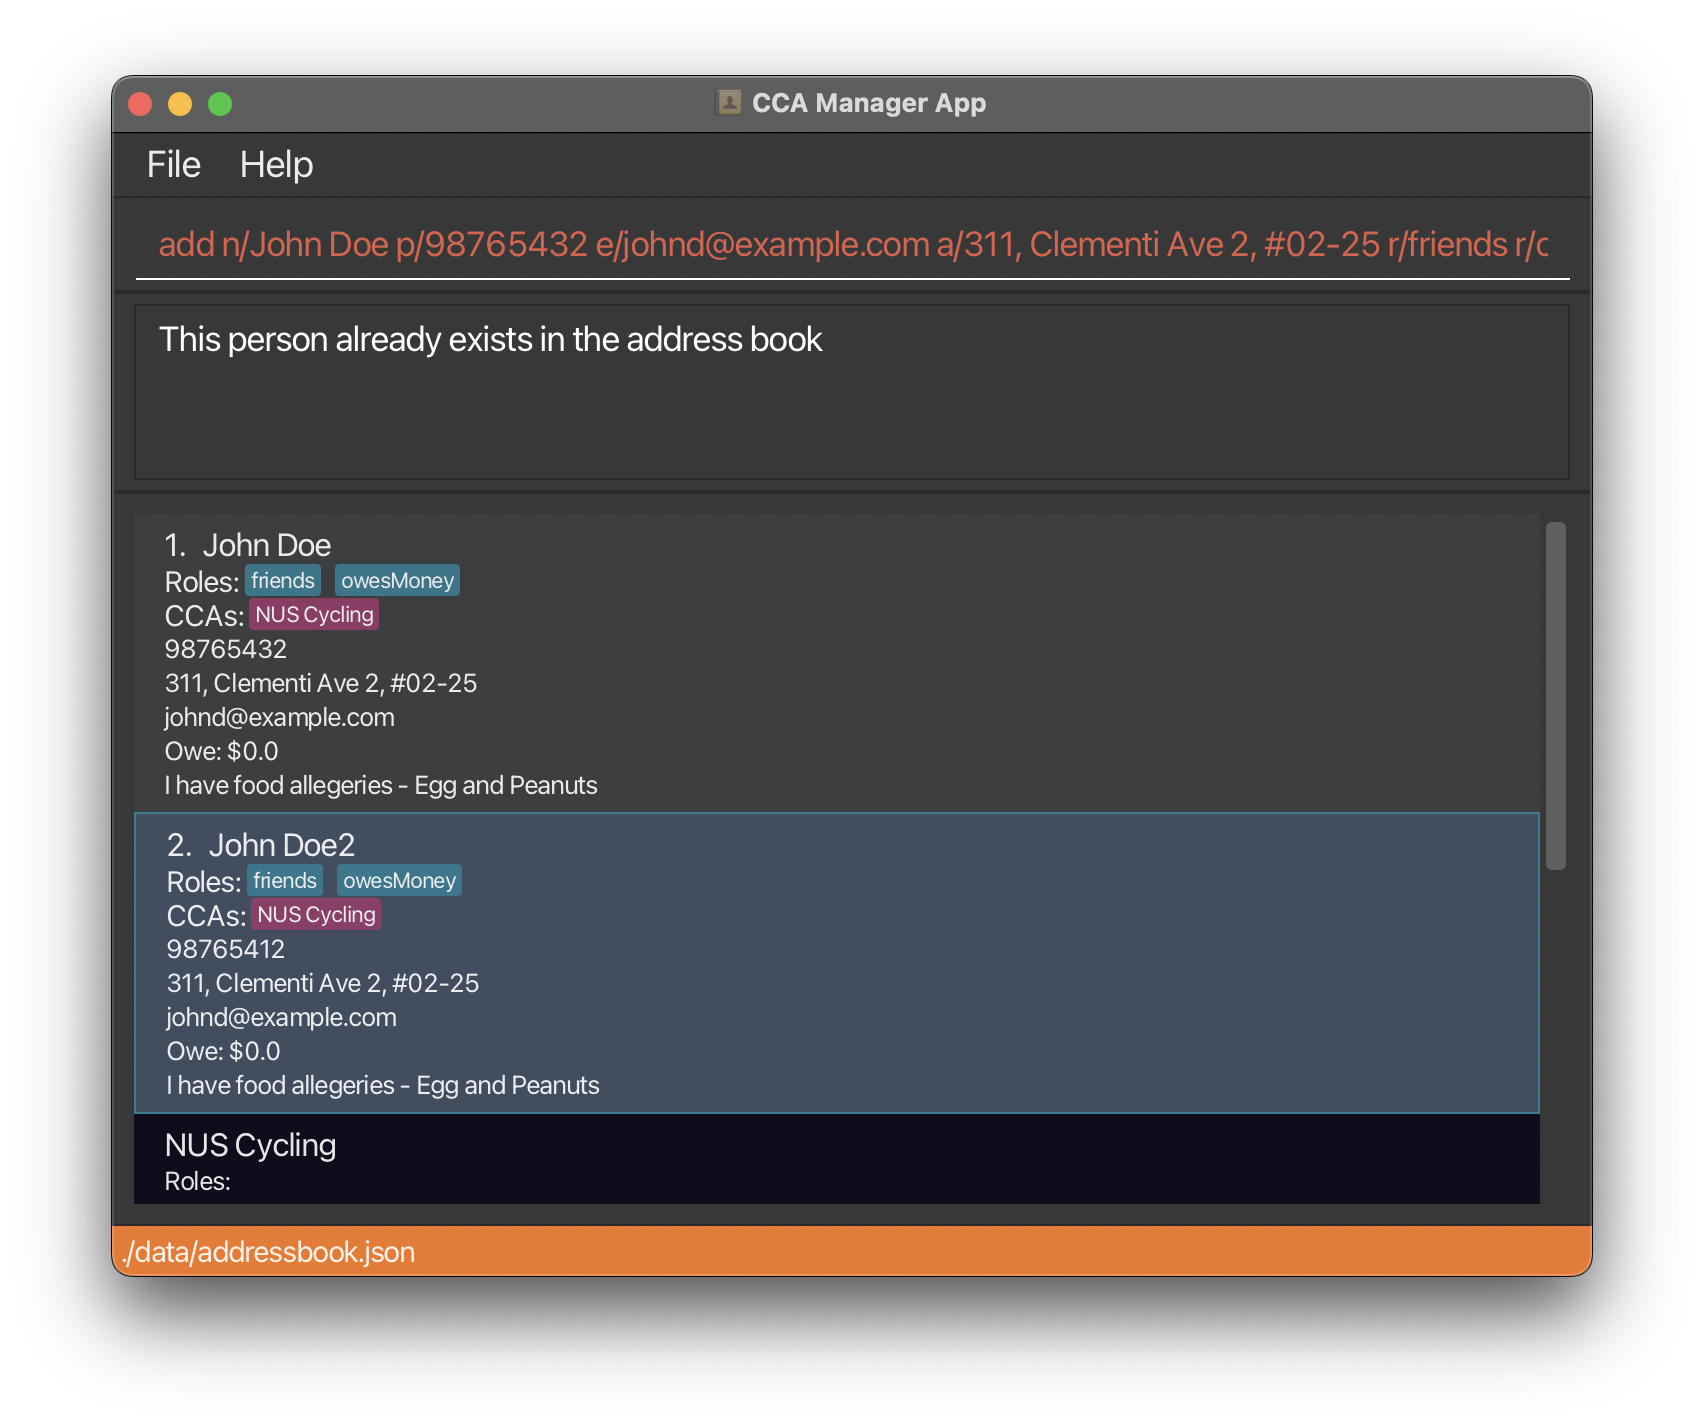 CCA Manager App
File Help
add n/John Doe p/98765432 e/johnd@example.com a/311, Clementi Ave 2, #02-25 r/friends r/
This person already exists in the address book
1. John Doe
Roles: friends owesMoney
CCAs: NUS Cycling
98765432
311, Clementi Ave 2, #02-25
johnd@example.com
Owe: $0.0
I have food allegeries - Egg and Peanuts
2. John Doe2
Roles: friends owesMoney
CCAs: NUS Cycling
98765412
311, Clementi Ave 2, #02-25
johnd@example.com
Owe: $0.0
I have food allegeries - Egg and Peanuts
NUS Cycling
Roles:
./data/addressbook.json